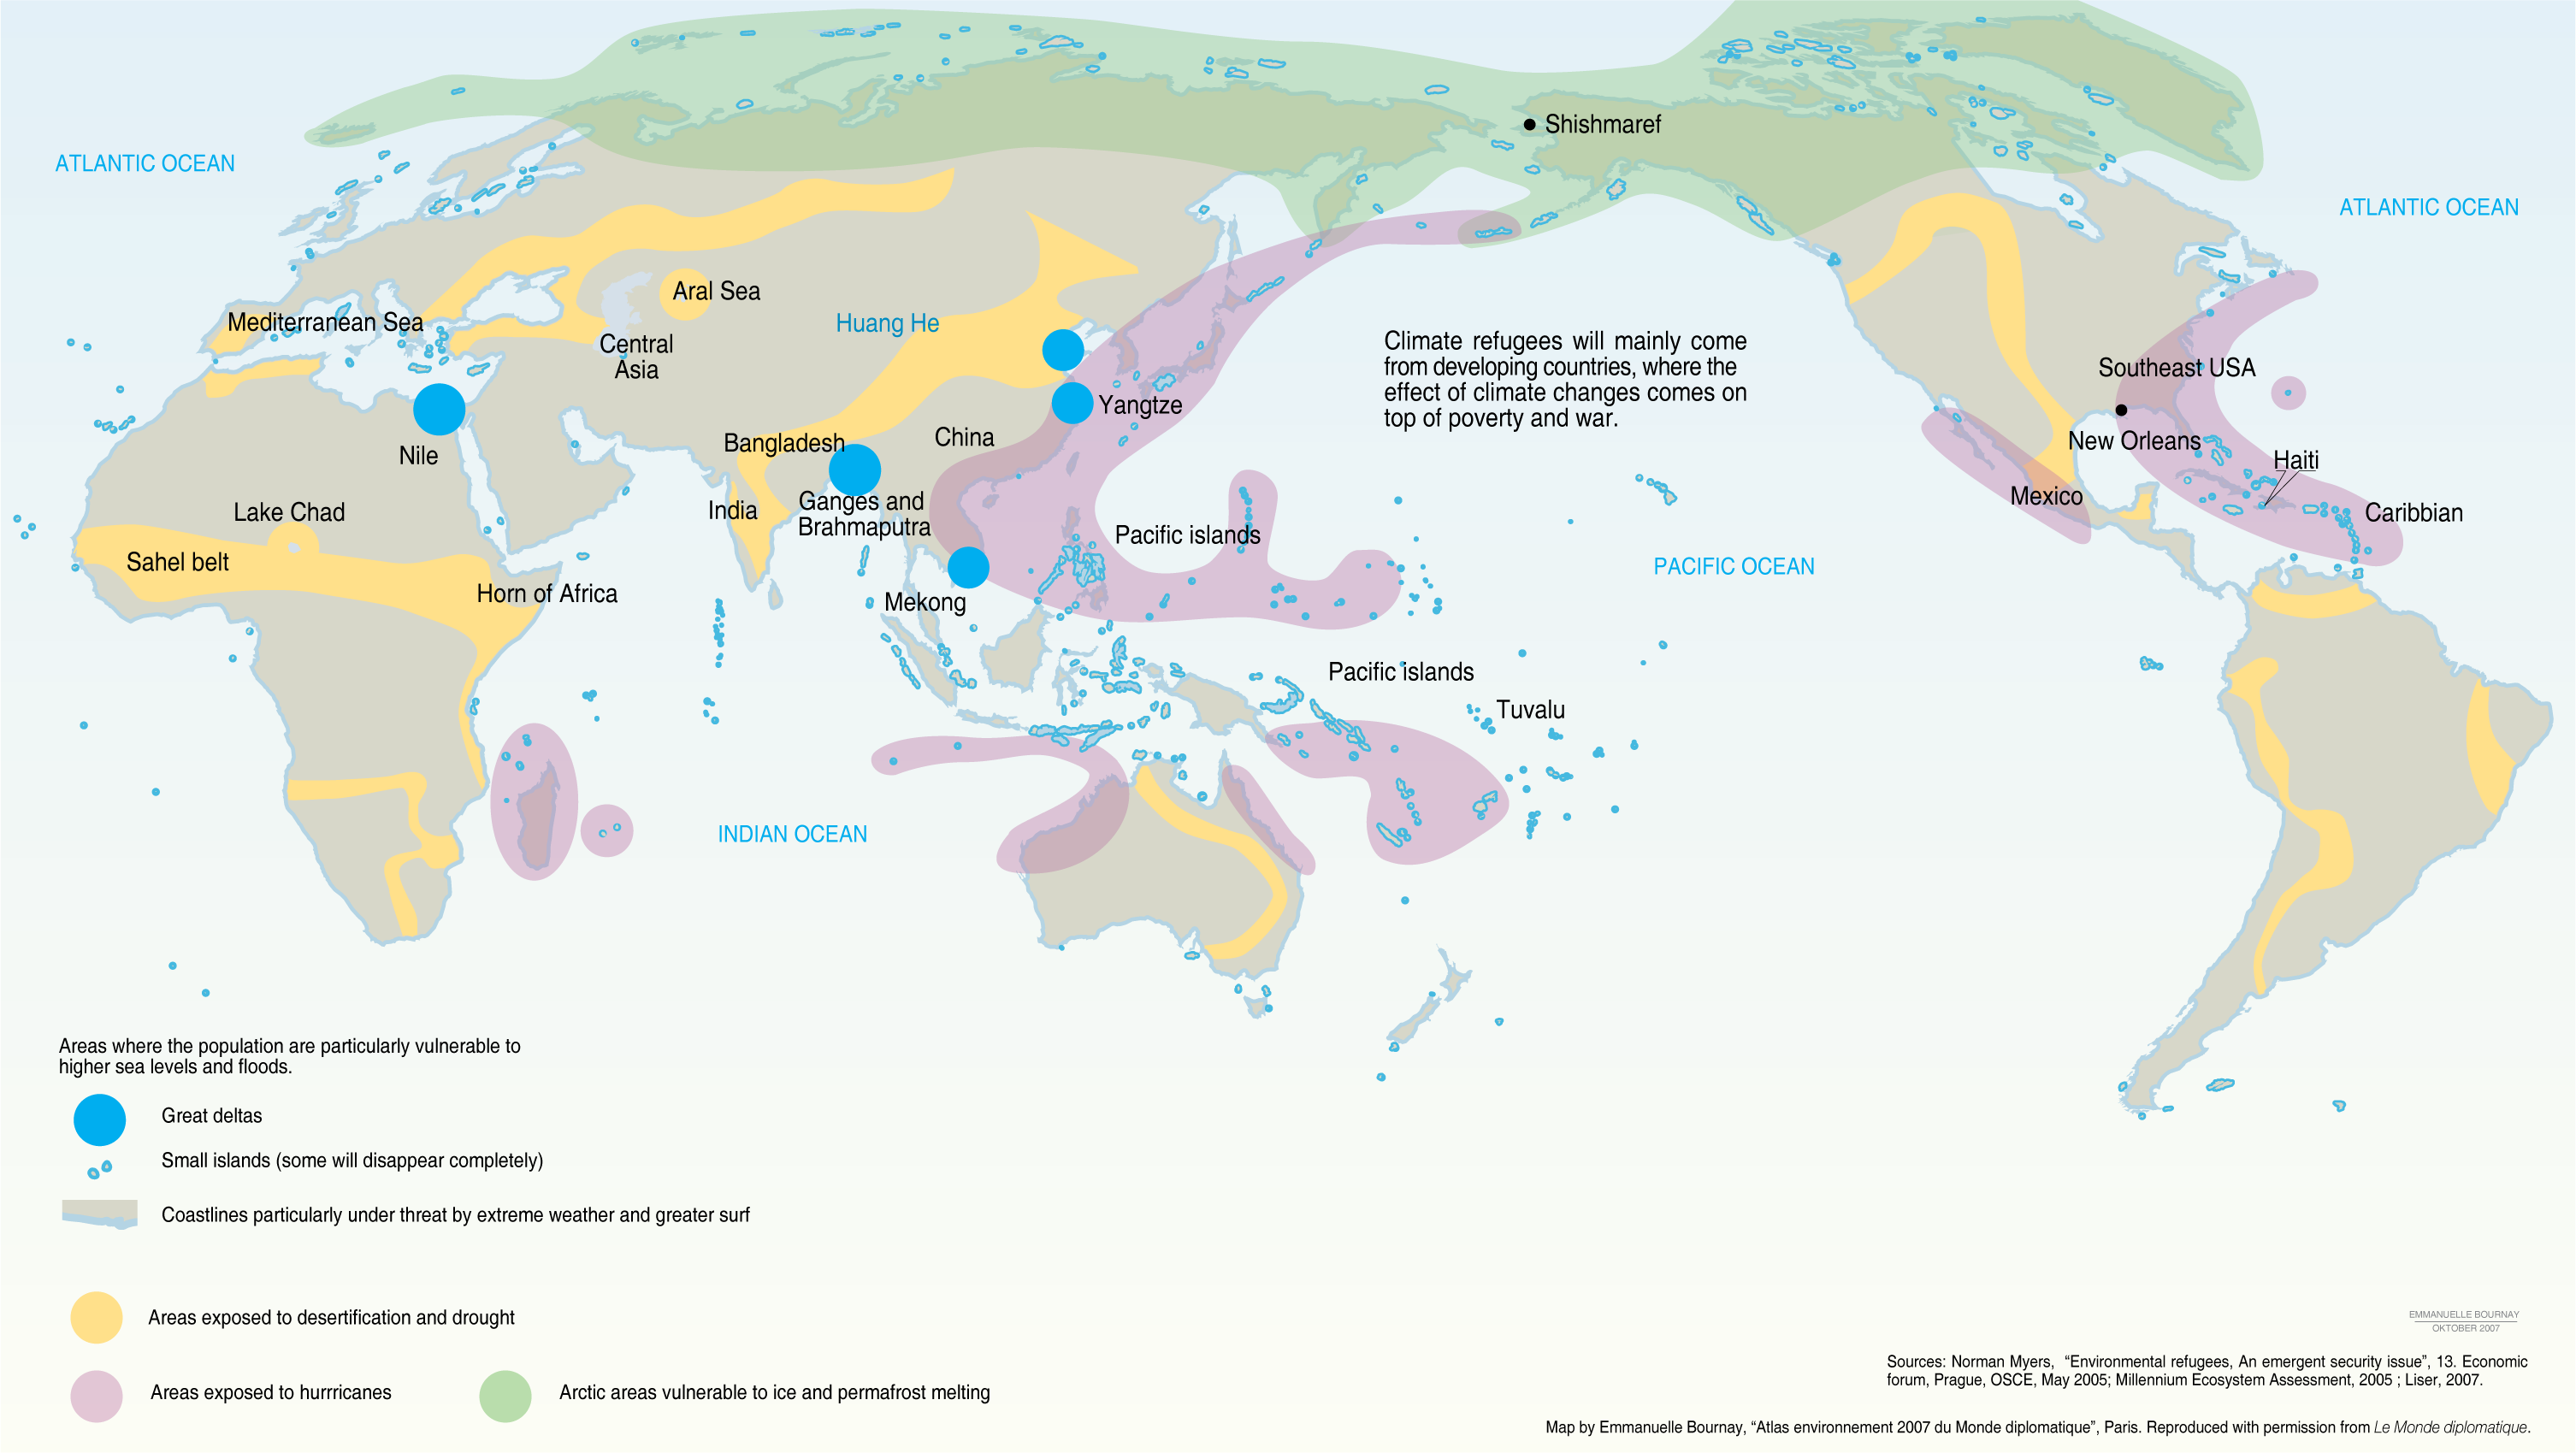 Shishmaref
ATLANTIC OCEAN
ATLANTIC OCEAN
Aral Sea
Mediterranean Sea
Huang He
Central
Asia
Climate refugees will mainly come
from developing countries, where the
effect of climate changes comes on
top of poverty and war.
Southeast USA
Yangtze
Nile
Bangladesh
China
New Orleans
Haiti
Mexico
Caribbian
Lake Chad
India
Ganges and
Brahmaputra
Pacific islands
Sahel belt
Horn of Africa
PACIFIC OCEAN
Mekong
Pacific islands
Tuvalu
INDIAN OCEAN
Areas where the population are particularly vulnerable to
higher sea levels and floods.
Great deltas
Small islands (some will disappear completely)
Coastlines particularly under threat by extreme weather and greater surf
Areas exposed to desertification and drought
Areas exposed to hurrricanes
Arctic areas vulnerable to ice and permafrost melting
EMMANUELLE BOURNAY
OKTOBER 2007
Sources: Norman Myers, “Environmental refugees, An emergent security issue”, 13. Economic
forum, Prague, OSCE, May 2005; Millennium Ecosystem Assessment, 2005 ; Liser, 2007.
Map by Emmanuelle Bournay, “Atlas environnement 2007 du Monde diplomatique”, Paris. Reproduced with permission from Le Monde diplomatique.